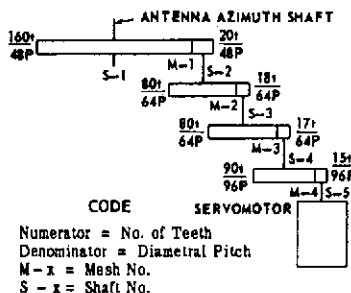 ANTENNA AZIMUTH SHAFT
160t
48P
20t
48P
M-1
S-1
S-2
80t
64P
18t
64P
M-2
S-3
80t
64P
17t
64P
M-3
S-4
90t
96P
15t
96P
M-4
S-5
CODE
SERVOMOTOR
Numerator = No. of Teeth
Denominator = Diametral Pitch
M-x = Mesh No.
S-x = Shaft No.